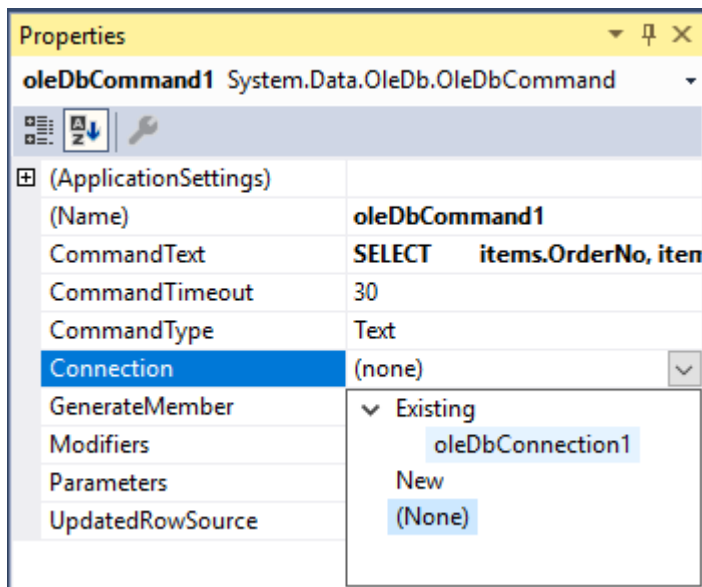 Properties
oleDbCommand1 System.Data.OleDb.OleDbCommand
(ApplicationSettings)
(Name) oleDbCommand1
CommandText SELECT items.OrderNo, item
CommandTimeout 30
CommandType Text
Connection (none)
GenerateMember
Modifiers
Parameters
UpdatedRowSource
Existing
oleDbConnection1
New
(None)